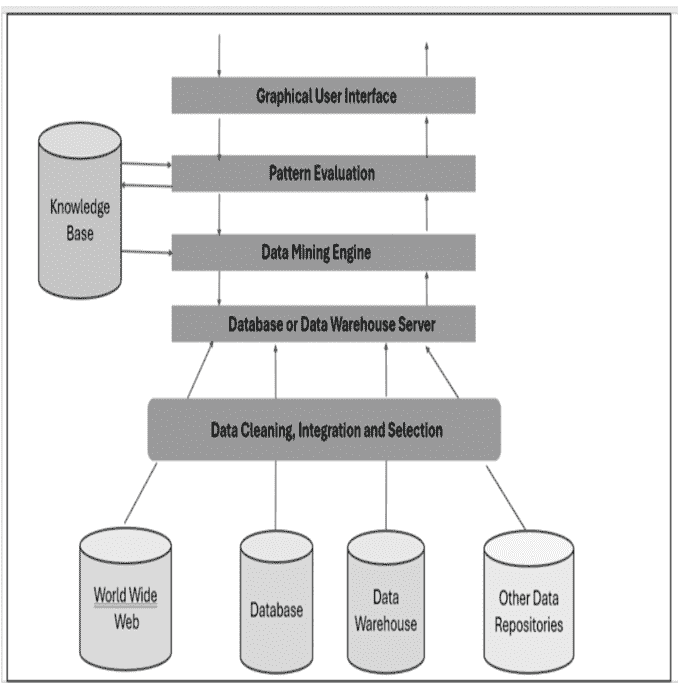 Graphical User Interface
Pattern Evaluation
Knowledge
Base
Data Mining Engine
Database or Data Warehouse Server
Data Cleaning, Integration and Selection
World Wide
Web
Database
Data
Warehouse
Other Data
Repositories